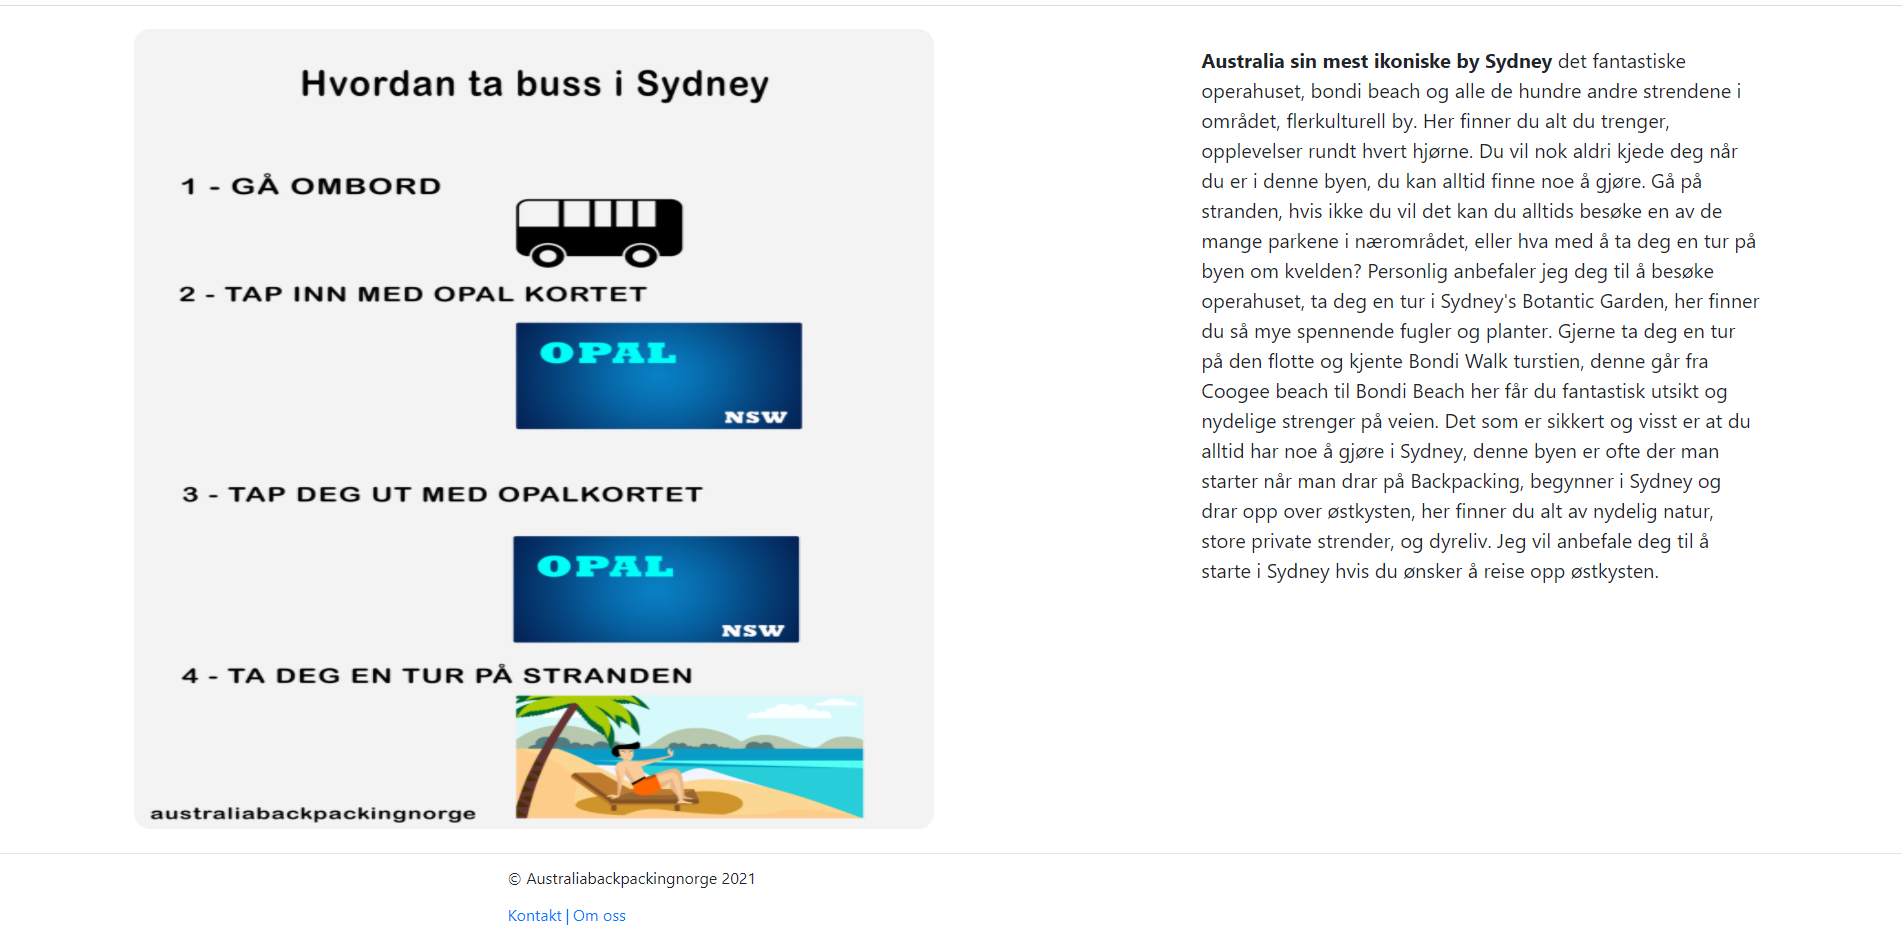 Hvordan ta buss i Sydney
1 - GÅ OMBORD
2 - TAP INN MED OPAL KORTET
OPAL
NSW
3 - TAP DEG UT MED OPALKORTET
OPAL
NSW
4 - TA DEG EN TUR PÅ STRANDEN
australiabackpackingnorge
Australia sin mest ikoniske by Sydney det fantastiske
operahuset, bondi beach og alle de hundre andre strendene i
området, flerkulturell by. Her finner du alt du trenger,
opplevelser rundt hvert hjørne. Du vil nok aldri kjede deg når
du er i denne byen, du kan alltid finne noe å gjøre. Gå på
stranden, hvis ikke du vil det kan du alltids besøke en av de
mange parkene i nærområdet, eller hva med å ta deg en tur på
byen om kvelden? Personlig anbefaler jeg deg til å besøke
operahuset, ta deg en tur i Sydney's Botantic Garden, her finner
du så mye spennende fugler og planter. Gjerne ta deg en tur
på den flotte og kjente Bondi Walk turstien, denne går fra
Coogee beach til Bondi Beach her får du fantastisk utsikt og
nydelige strenger på veien. Det som er sikkert og visst er at du
alltid har noe å gjøre i Sydney, denne byen er ofte der man
starter når man drar på Backpacking, begynner i Sydney og
drar opp over østkysten, her finner du alt av nydelig natur,
store private strender, og dyreliv. Jeg vil anbefale deg til å
starte i Sydney hvis du ønsker å reise opp østkysten.
© Australiabackpackingnorge 2021
Kontakt | Om oss